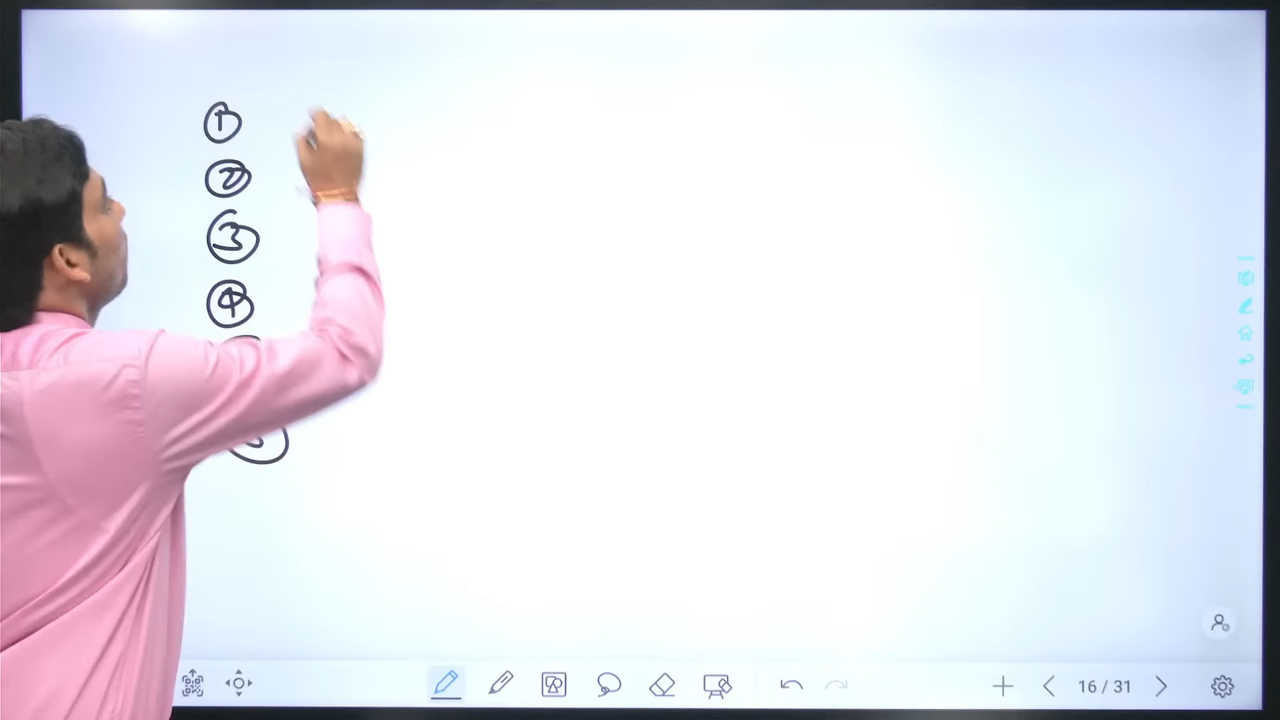 ①
②
③
④
16 / 31